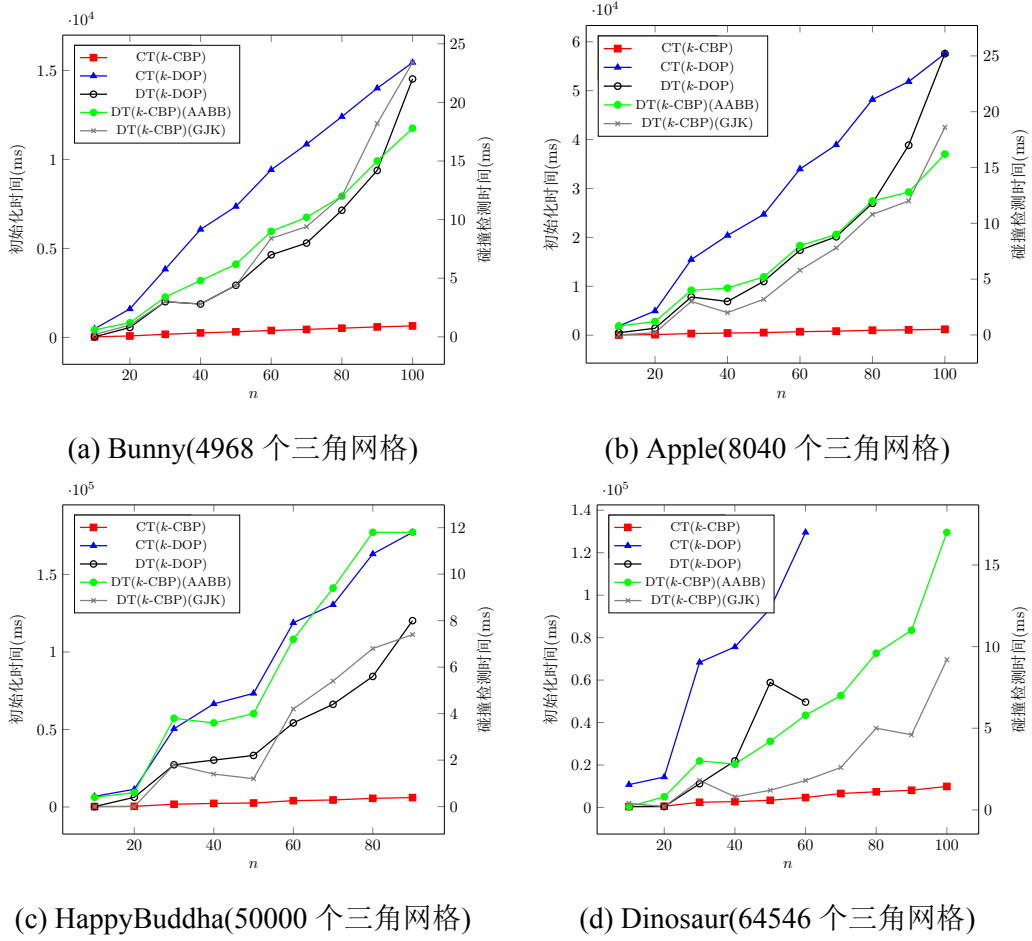 ·10⁴
CT(k-CBP)
CT(k-DOP)
DT(k-DOP)
DT(k-CBP)(AABB)
DT(k-CBP)(GJK)
初始化时间(ms)
0
0.5
1
1.5
碰撞检测时间(ms)
0
5
10
15
20
25
20 40 60 80 100
n
(a) Bunny(4968 个三角网格)
·10⁴
CT(k-CBP)
CT(k-DOP)
DT(k-DOP)
DT(k-CBP)(AABB)
DT(k-CBP)(GJK)
初始化时间(ms)
0
1
2
3
4
5
6
碰撞检测时间(ms)
0
5
10
15
20
25
20 40 60 80 100
n
(b) Apple(8040 个三角网格)
·10⁵
CT(k-CBP)
CT(k-DOP)
DT(k-DOP)
DT(k-CBP)(AABB)
DT(k-CBP)(GJK)
初始化时间(ms)
0
0.5
1
1.5
碰撞检测时间(ms)
0
2
4
6
8
10
12
20 40 60 80
n
(c) HappyBuddha(50000 个三角网格)
·10⁵
CT(k-CBP)
CT(k-DOP)
DT(k-DOP)
DT(k-CBP)(AABB)
DT(k-CBP)(GJK)
初始化时间(ms)
0
0.2
0.4
0.6
0.8
1
1.2
1.4
碰撞检测时间(ms)
0
5
10
15
20 40 60 80 100
n
(d) Dinosaur(64546 个三角网格)